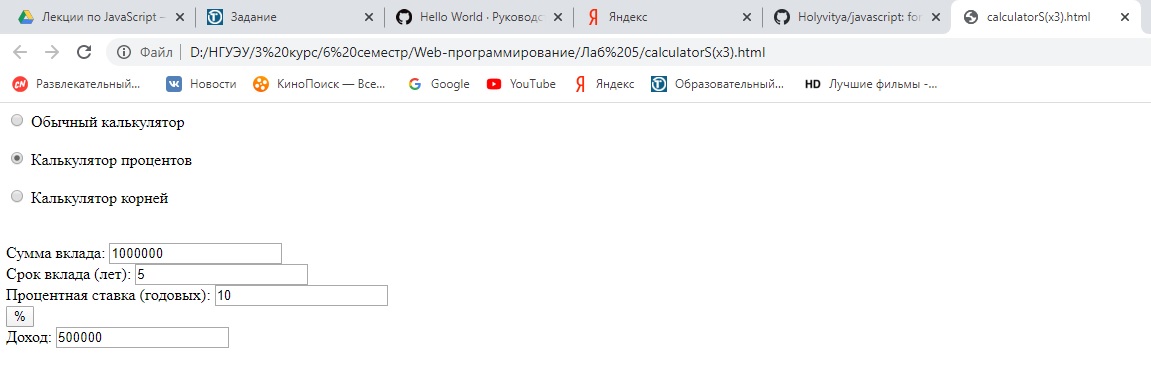 Лекции по JavaScript –
Задание
Hello World · Руководс
Яндекс
Holyvitya/javascript: for
calculatorS(x3).html
Файл | D:/НГУЭУ/3%20курс/6%20семестр/Web-программирование/Лаб%205/calculatorS(x3).html
Развлекательный...
Новости
КиноПоиск — Все...
Google
YouTube
Яндекс
Образовательный...
HD Лучшие фильмы -...
Обычный калькулятор
Калькулятор процентов
Калькулятор корней
Сумма вклада: 1000000
Срок вклада (лет): 5
Процентная ставка (годовых): 10
%
Доход: 500000